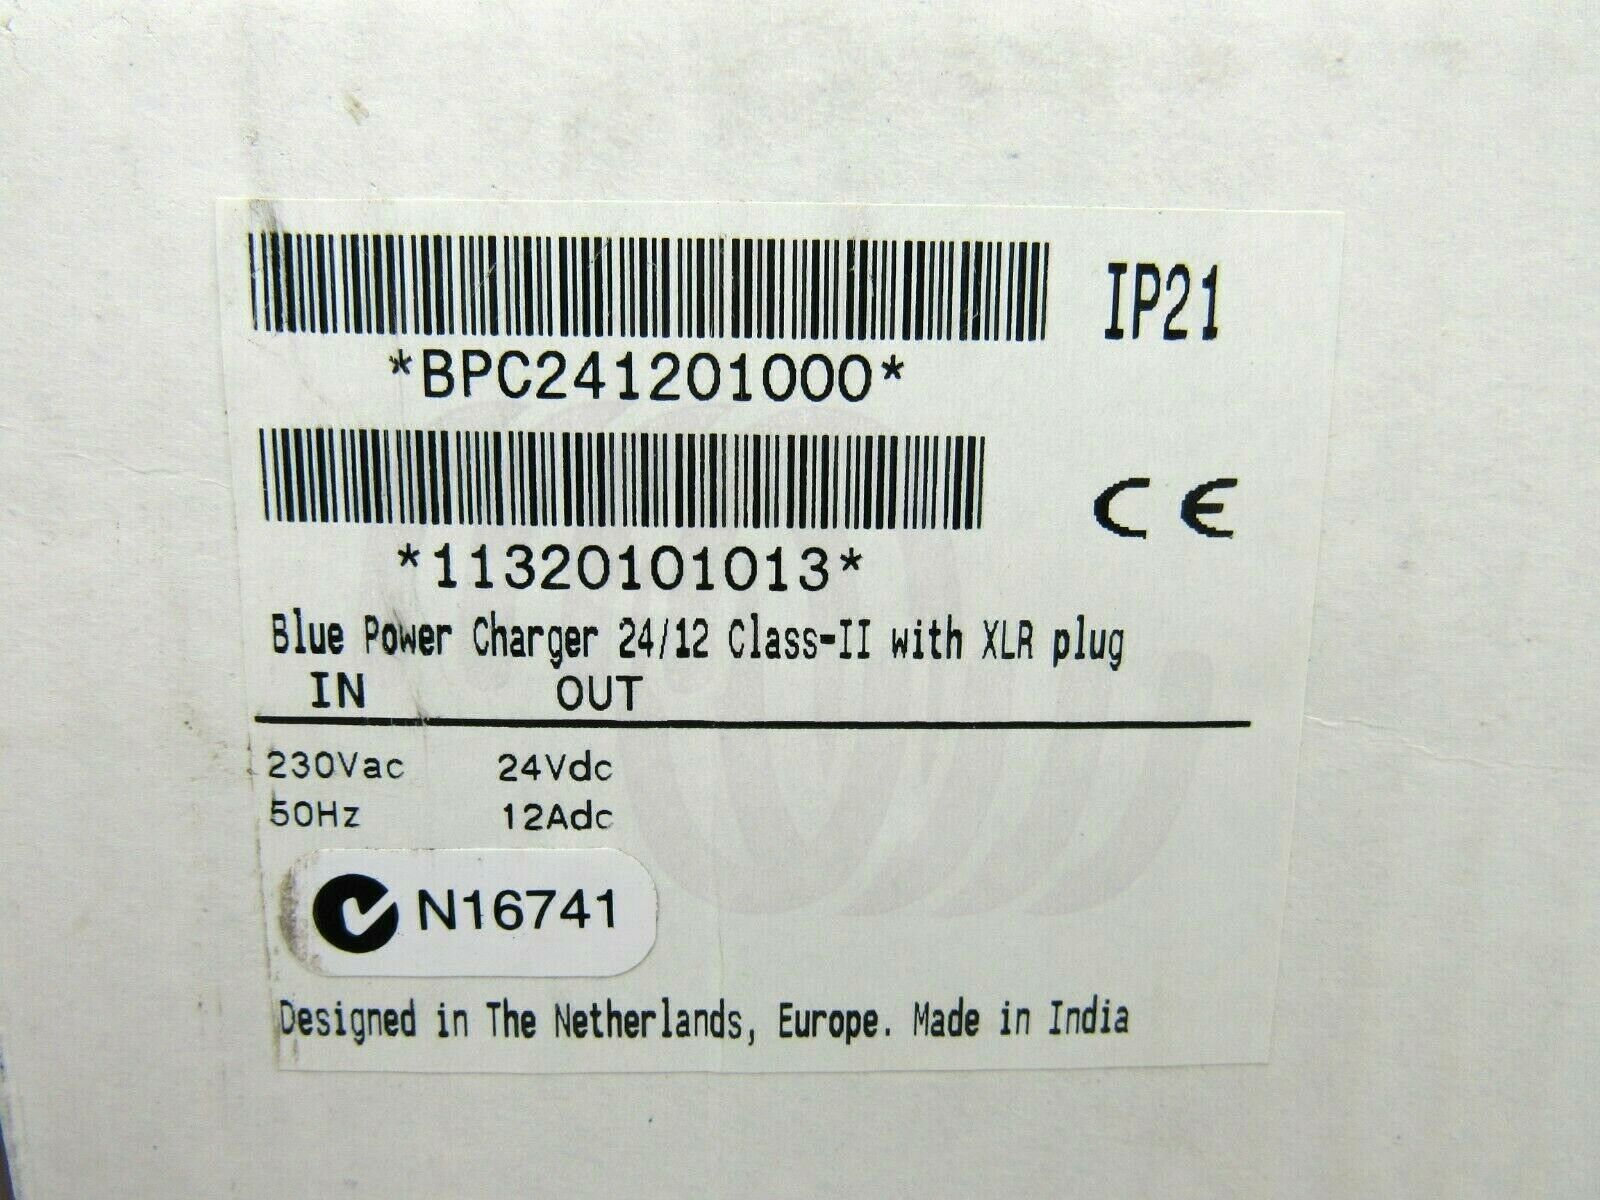 IP21
*BPC241201000*
*11320101013*
CE
Blue Power Charger 24/12 Class-II with XLR plug
IN OUT
230Vac 24Vdc
50Hz 12Adc
N16741
Designed in The Netherlands, Europe. Made in India